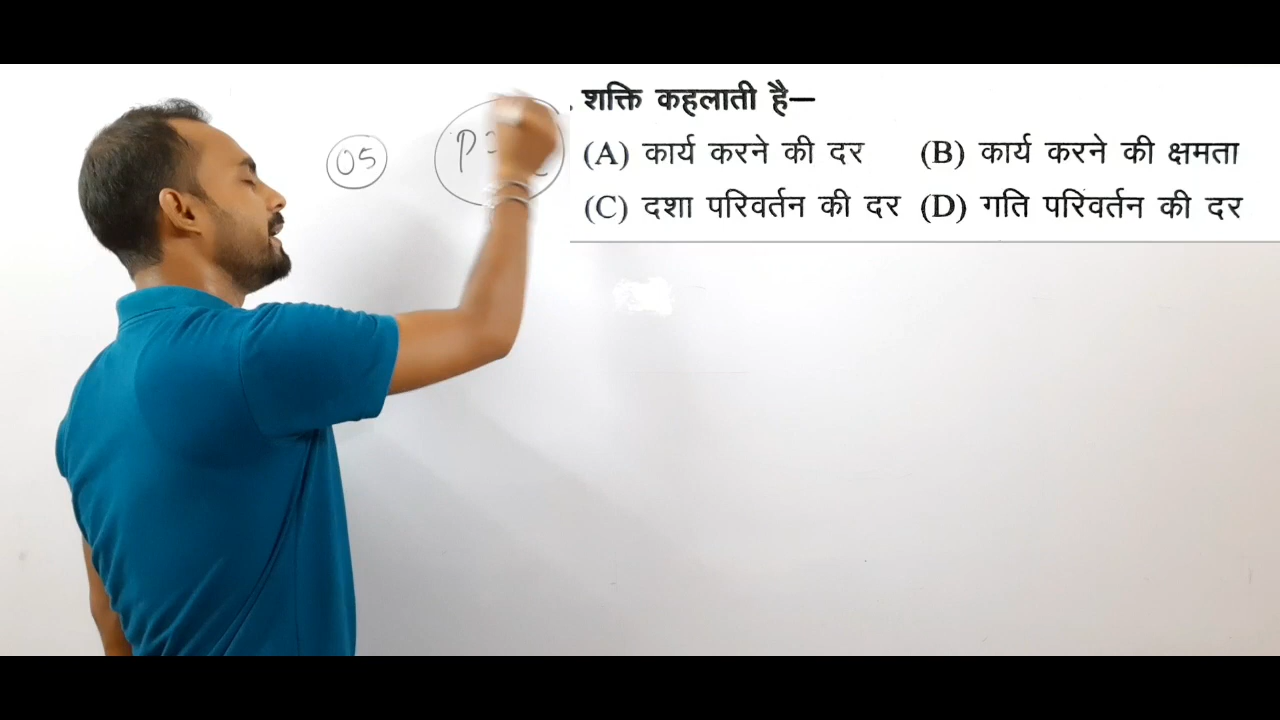 05
P =
शक्ति कहलाती है—
(A) कार्य करने की दर (B) कार्य करने की क्षमता
(C) दशा परिवर्तन की दर (D) गति परिवर्तन की दर